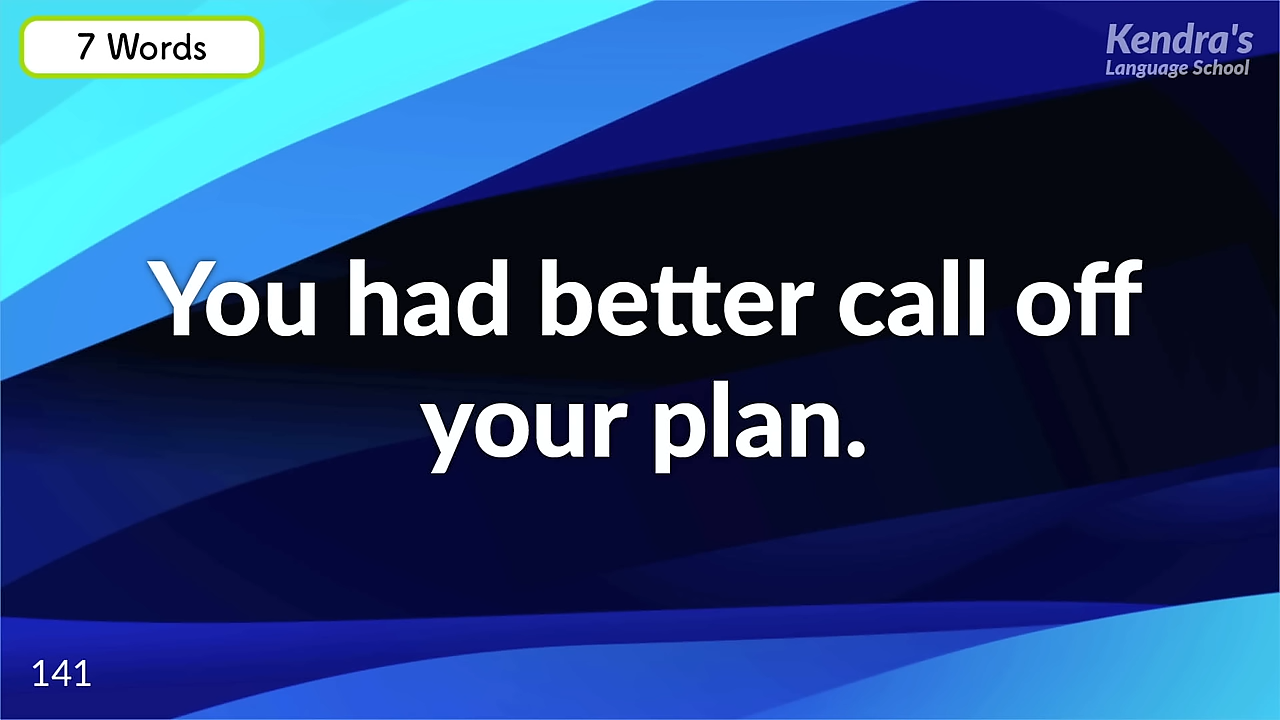 7 Words
Kendra's
Language School
You had better call off
your plan.
141